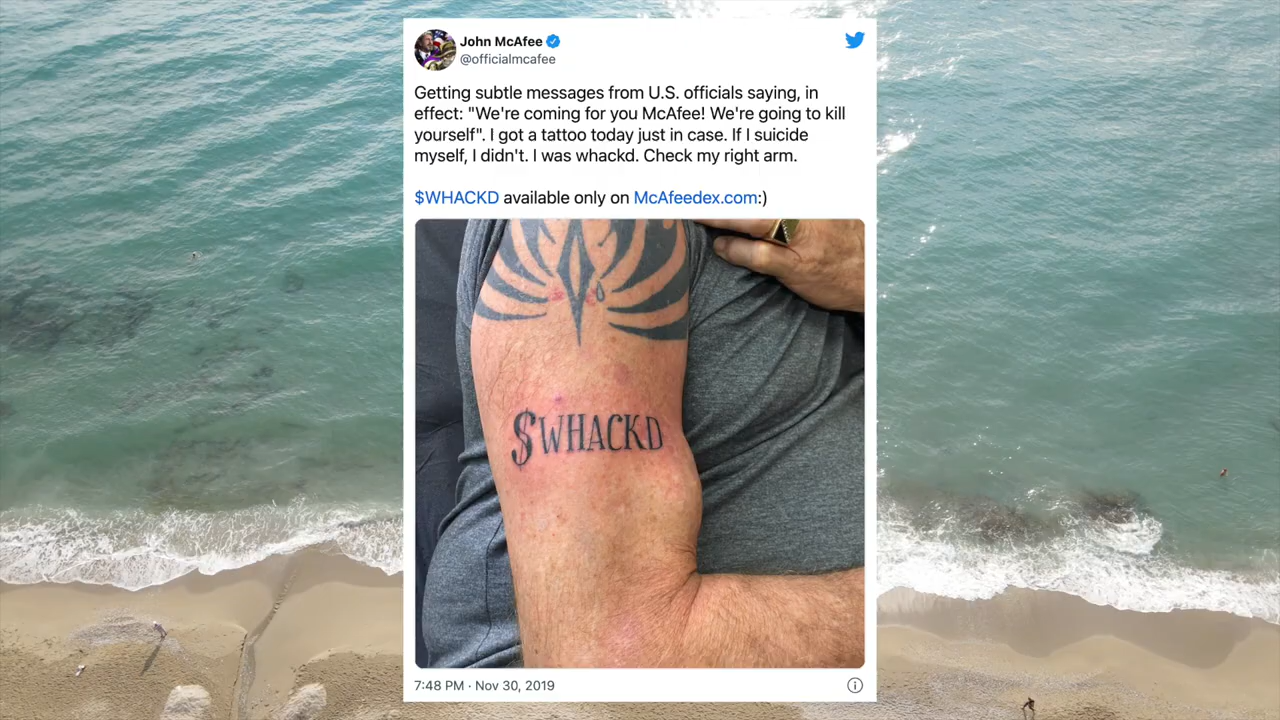 John McAfee
@officialmcafee
Getting subtle messages from U.S. officials saying, in
effect: "We're coming for you McAfee! We're going to kill
yourself". I got a tattoo today just in case. If I suicide
myself, I didn't. I was whackd. Check my right arm.
$WHACKD available only on McAfeedex.com:)
$WHACKD
7:48 PM · Nov 30, 2019